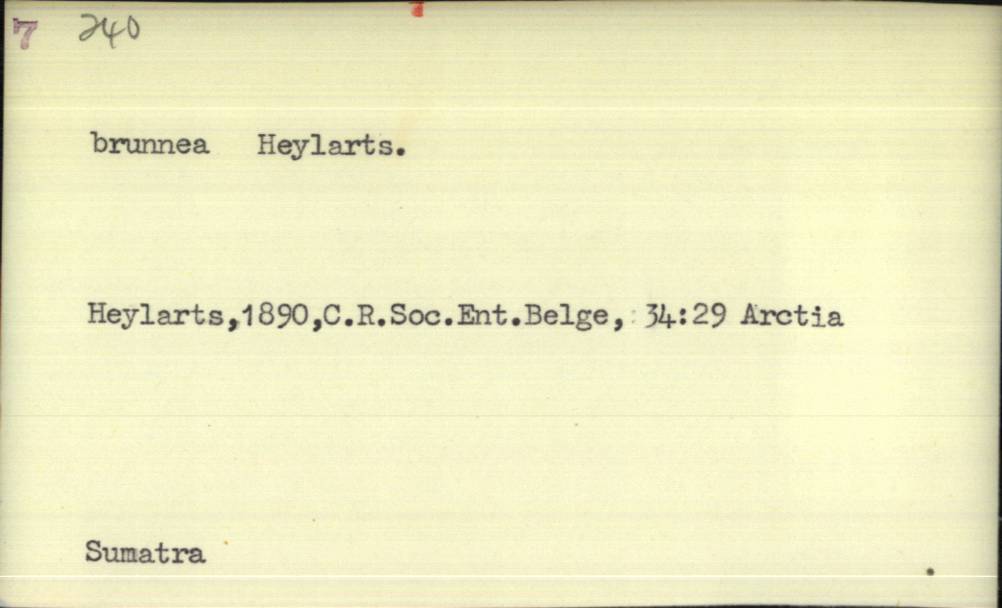 7 240
brunnea Heylarts.
Heylarts,1890,C.R.Soc.Ent.Belge, 34:29 Arctia
Sumatra